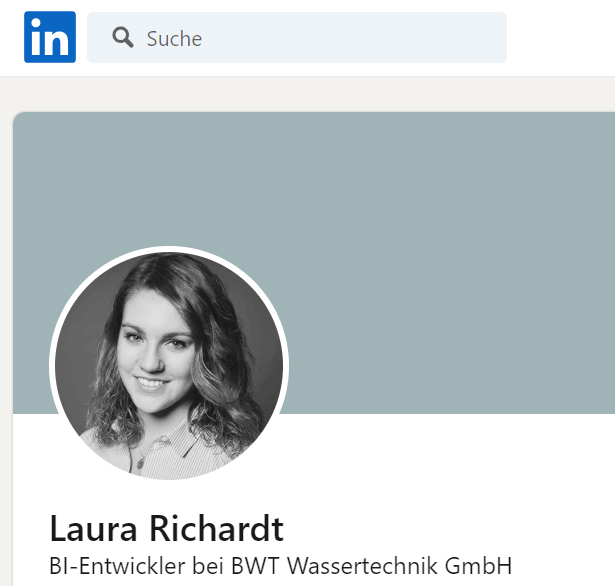 in
Suche
Laura Richardt
BI-Entwickler bei BWT Wassertechnik GmbH